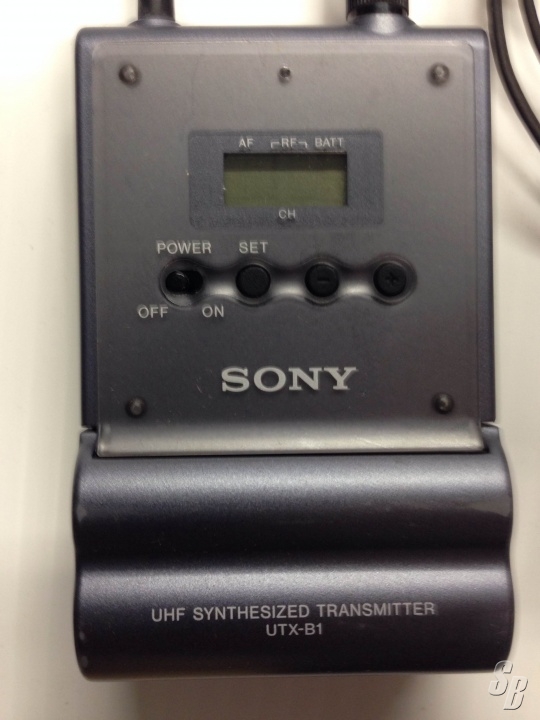 AF RF BATT
CH
POWER SET
- +
OFF ON
SONY
UHF SYNTHESIZED TRANSMITTER
UTX-B1
SB